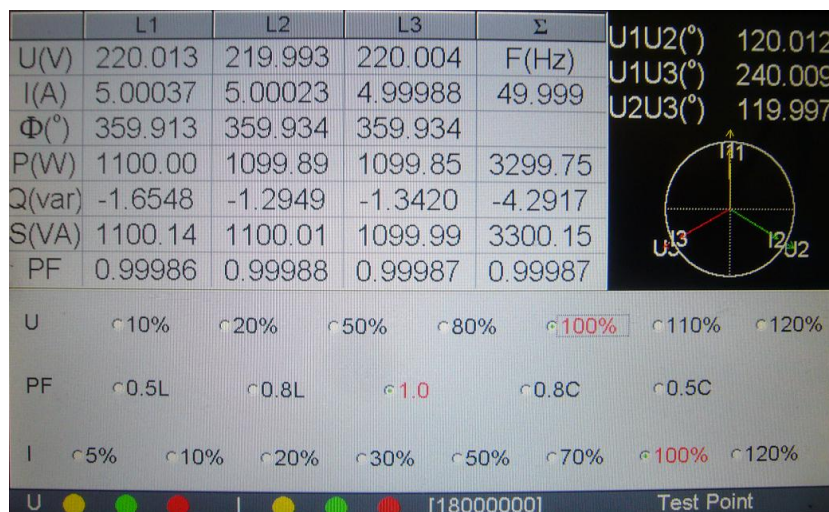 L1 L2 L3 Σ
U(V) 220.013 219.993 220.004 F(Hz)
I(A) 5.00037 5.00023 4.99988 49.999
Φ(°) 359.913 359.934 359.934
P(W) 1100.00 1099.89 1099.85 3299.75
Q(var) -1.6548 -1.2949 -1.3420 -4.2917
S(VA) 1100.14 1100.01 1099.99 3300.15
PF 0.99986 0.99988 0.99987 0.99987
U1U2(°) 120.012
U1U3(°) 240.009
U2U3(°) 119.997
U3 I3 I2 U2
U 10% 20% 50% 80% 100% 110% 120%
PF 0.5L 0.8L 1.0 0.8C 0.5C
I 5% 10% 20% 30% 50% 70% 100% 120%
U I [18000000] Test Point